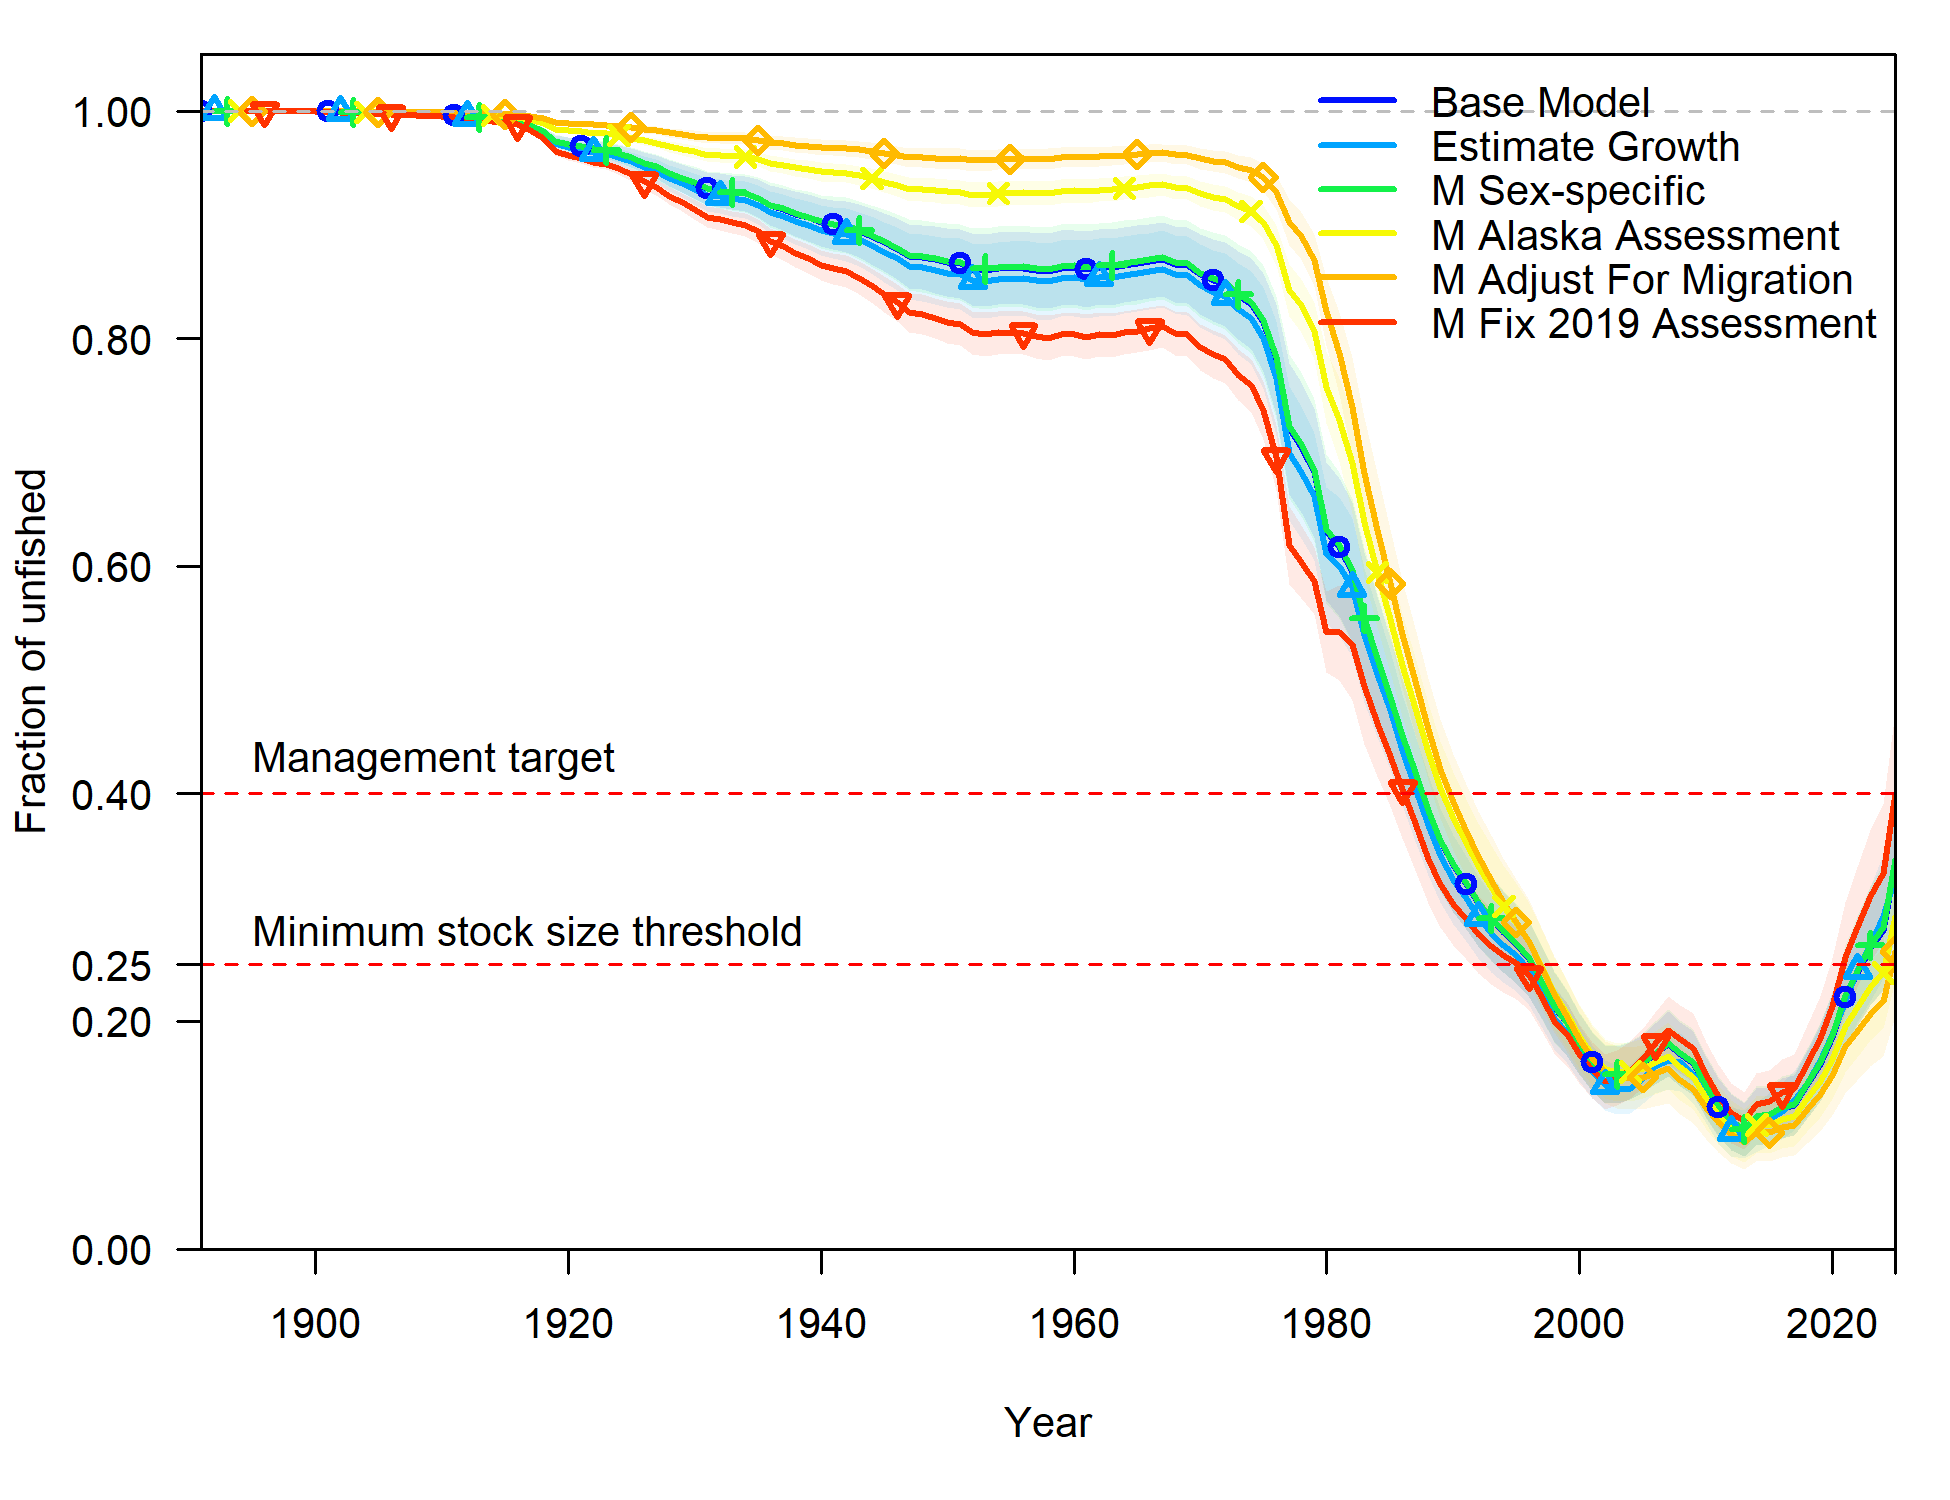 Base Model
Estimate Growth
M Sex-specific
M Alaska Assessment
M Adjust For Migration
M Fix 2019 Assessment
1.00
0.80
0.60
0.40
0.25
0.20
0.00
Fraction of unfished
Management target
Minimum stock size threshold
1900 1920 1940 1960 1980 2000 2020
Year